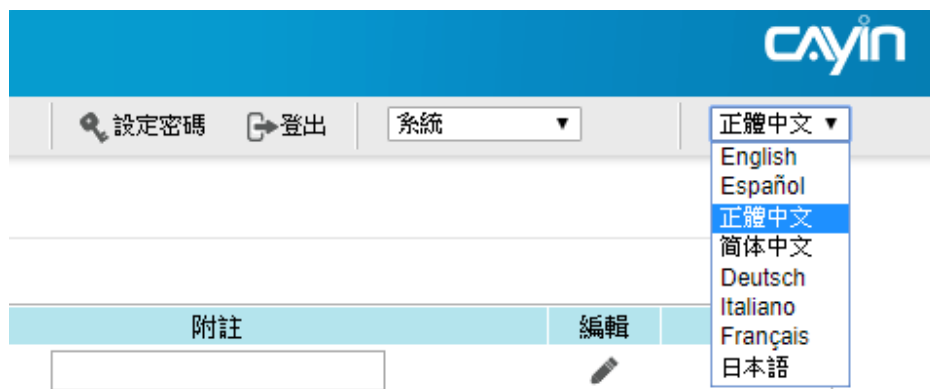 CAYIN
設定密碼 登出 系統 正體中文
English
Español
正體中文
简体中文
Deutsch
Italiano
Français
日本語
附註 編輯